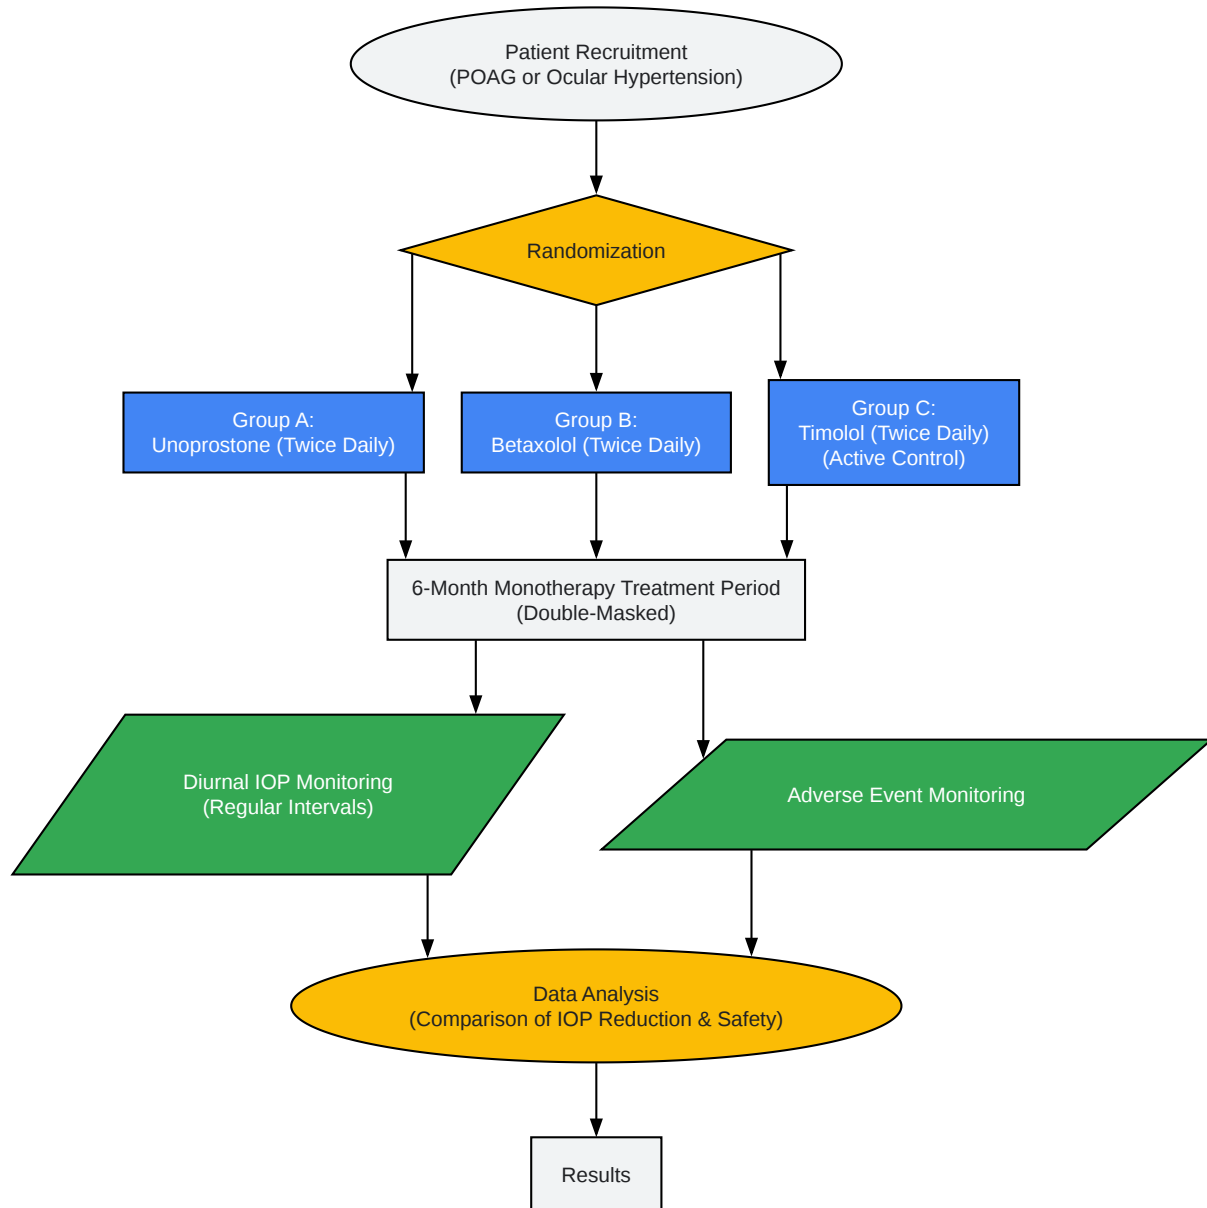 Patient Recruitment
(POAG or Ocular Hypertension)
Randomization
Group A:
Unoprostone (Twice Daily)
Group B:
Betaxolol (Twice Daily)
Group C:
Timolol (Twice Daily)
(Active Control)
6-Month Monotherapy Treatment Period
(Double-Masked)
Diurnal IOP Monitoring
(Regular Intervals)
Adverse Event Monitoring
Data Analysis
(Comparison of IOP Reduction & Safety)
Results